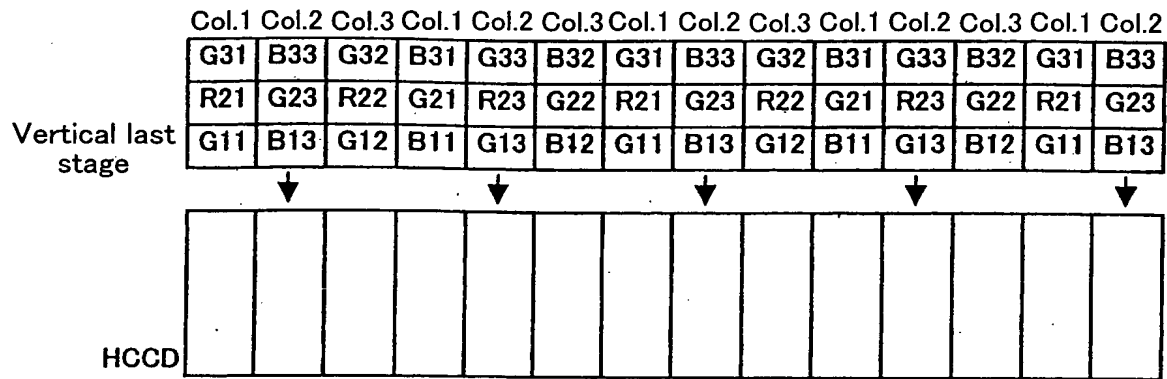 Col.1 Col.2 Col.3 Col.1 Col.2 Col.3 Col.1 Col.2 Col.3 Col.1 Col.2 Col.3 Col.1 Col.2
G31 B33 G32 B31 G33 B32 G31 B33 G32 B31 G33 B32 G31 B33
R21 G23 R22 G21 R23 G22 R21 G23 R22 G21 R23 G22 R21 G23
Vertical last stage
G11 B13 G12 B11 G13 B12 G11 B13 G12 B11 G13 B12 G11 B13
HCCD